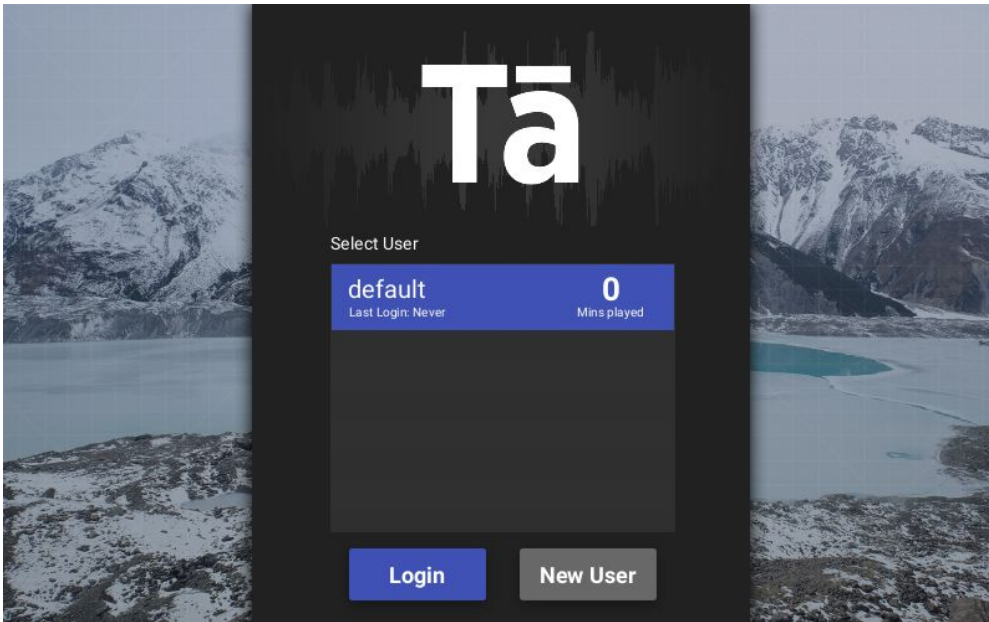 Tā
Select User
default
0
Last Login: Never
Mins played
Login
New User